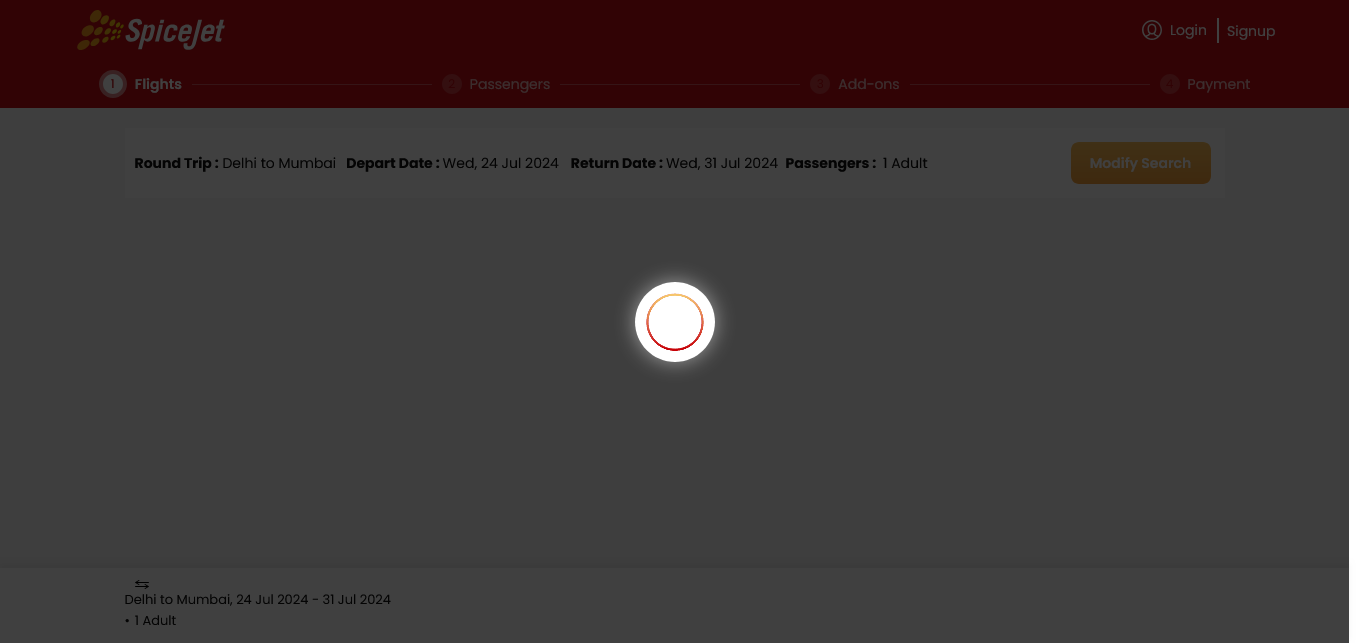 SpiceJet
Login
Signup
1 Flights
2 Passengers
3 Add-ons
4 Payment
Round Trip : Delhi to Mumbai Depart Date : Wed, 24 Jul 2024 Return Date : Wed, 31 Jul 2024 Passengers : 1 Adult
Modify Search
Delhi to Mumbai, 24 Jul 2024 - 31 Jul 2024
• 1 Adult